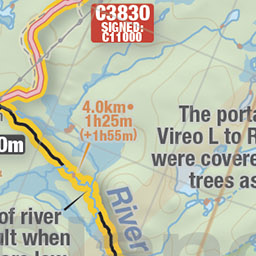 C3830
SIGNED:
C11000
4.0km•
1h25m
(+1h55m)
The porta
Vireo L to R
were covere
trees as
0m
of river
ult when
River